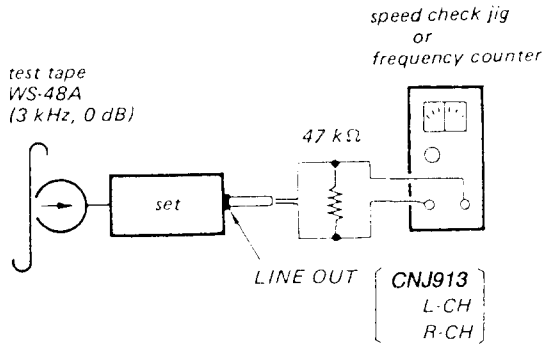 speed check jig
or
frequency counter
test tape
WS-48A
(3 kHz, 0 dB)
47 kΩ
set
LINE OUT
CNJ913
L-CH
R-CH